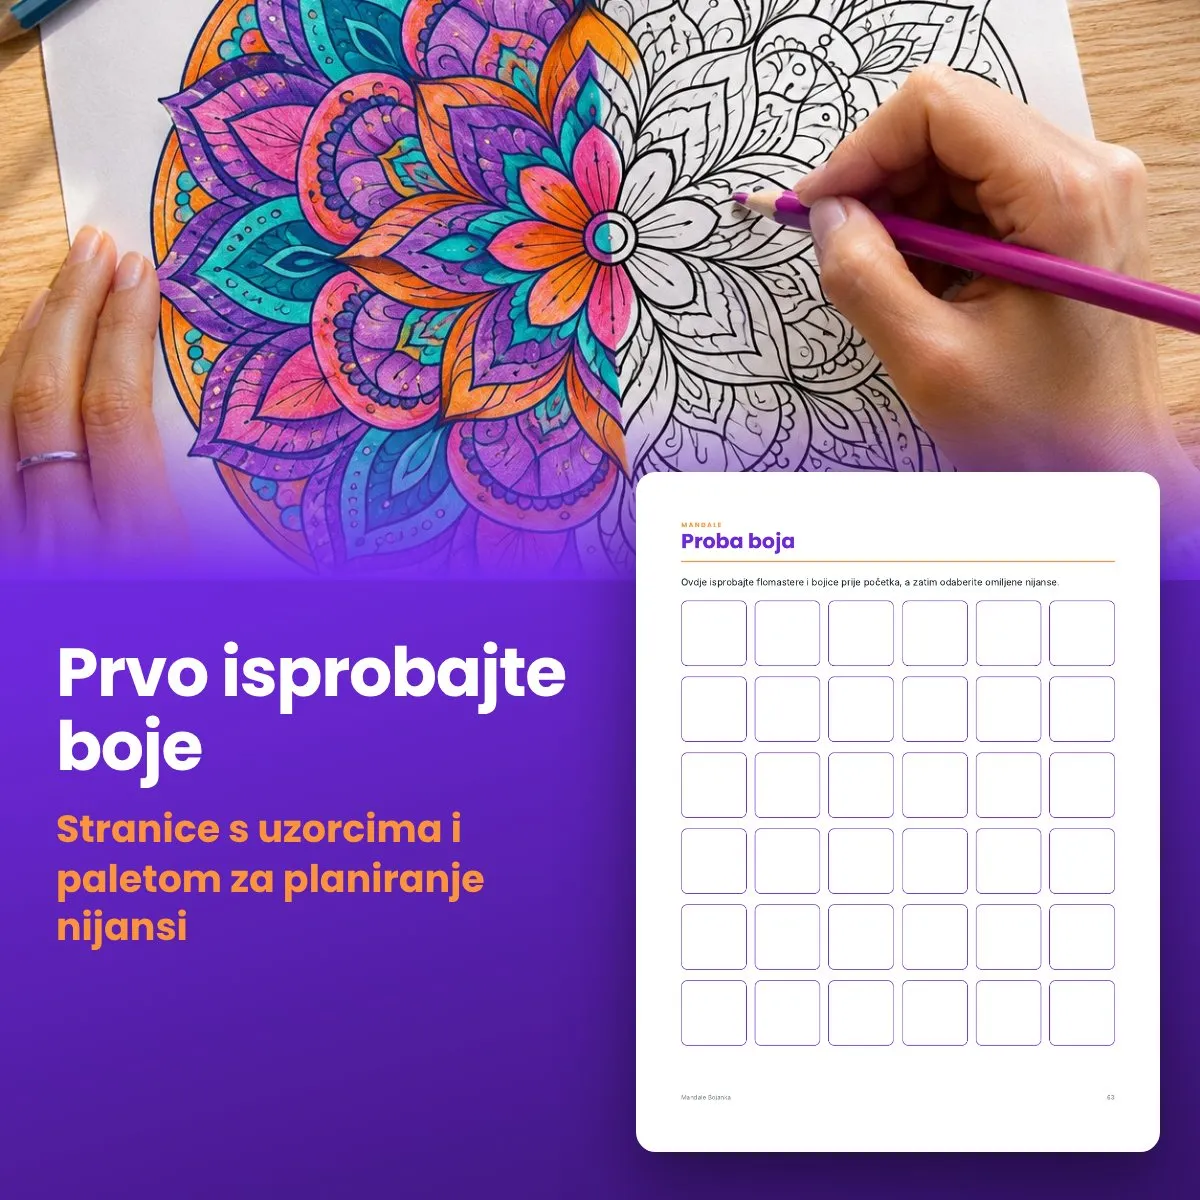 MANDALE
Proba boja
Ovdje isprobajte flomastere i bojice prije početka, a zatim odaberite omiljene nijanse.
Prvo isprobajte
boje
Stranice s uzorcima i
paletom za planiranje
nijansi
Mandale Bojanka
63